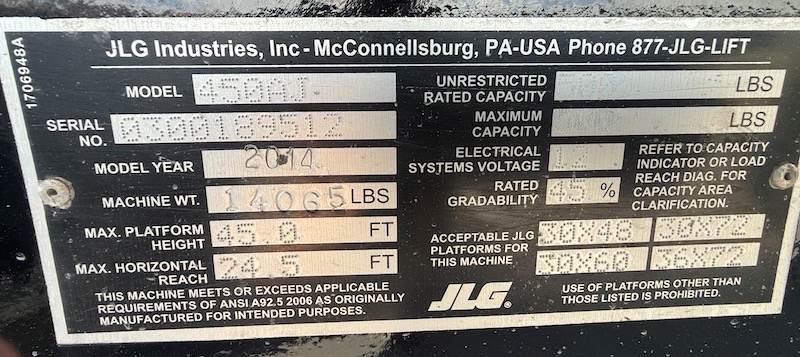 1706948A
JLG Industries, Inc - McConnellsburg, PA-USA Phone 877-JLG-LIFT
MODEL 450AJ
SERIAL NO. 0300189512
MODEL YEAR 2014
MACHINE WT. 14065 LBS
MAX. PLATFORM HEIGHT 45.0 FT
MAX. HORIZONTAL REACH 24.5 FT
THIS MACHINE MEETS OR EXCEEDS APPLICABLE
REQUIREMENTS OF ANSI A92.5 2006 AS ORIGINALLY
MANUFACTURED FOR INTENDED PURPOSES.
UNRESTRICTED
RATED CAPACITY LBS
MAXIMUM
CAPACITY LBS
ELECTRICAL
SYSTEMS VOLTAGE
RATED
GRADABILITY 45 %
REFER TO CAPACITY
INDICATOR OR LOAD
REACH DIAG. FOR
CAPACITY AREA
CLARIFICATION.
ACCEPTABLE JLG
PLATFORMS FOR
THIS MACHINE
30X48 30X72
30X60 36X72
JLG®
USE OF PLATFORMS OTHER THAN
THOSE LISTED IS PROHIBITED.